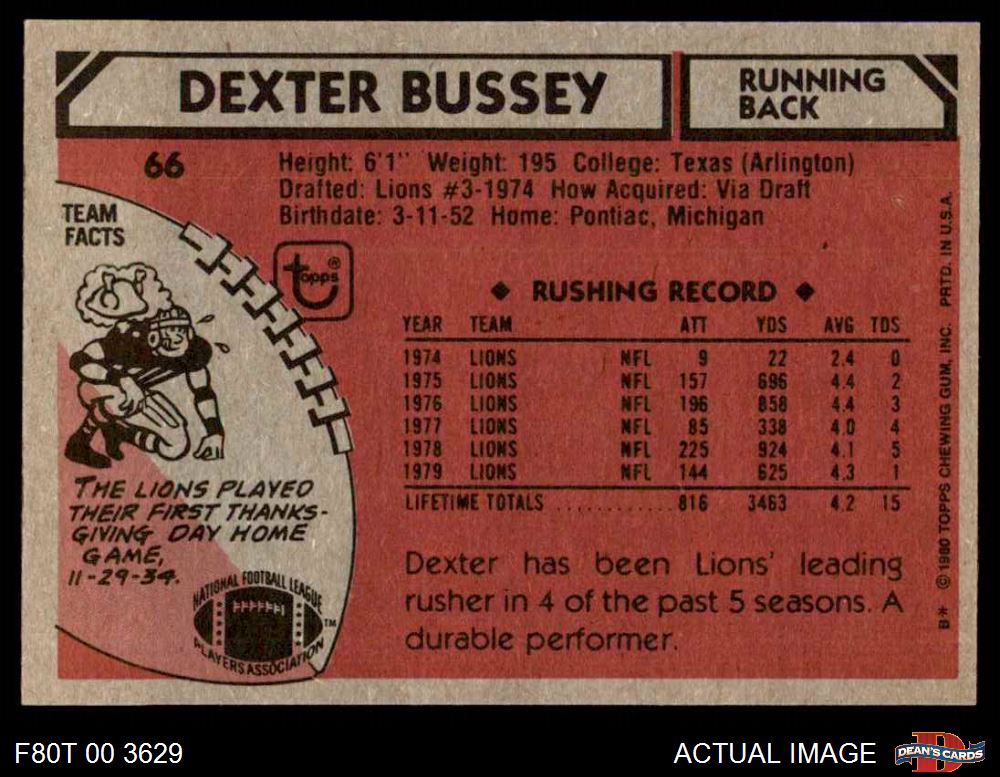 DEXTER BUSSEY
RUNNING
BACK
66
Height: 6'1" Weight: 195 College: Texas (Arlington)
Drafted: Lions #3-1974 How Acquired: Via Draft
Birthdate: 3-11-52 Home: Pontiac, Michigan
TEAM
FACTS
topps®
◆ RUSHING RECORD ◆
YEAR TEAM ATT YDS AVG TDS
1974 LIONS NFL 9 22 2.4 0
1975 LIONS NFL 157 696 4.4 2
1976 LIONS NFL 196 858 4.4 3
1977 LIONS NFL 85 338 4.0 4
1978 LIONS NFL 225 924 4.1 5
1979 LIONS NFL 144 625 4.3 1
LIFETIME TOTALS ............ 816 3463 4.2 15
THE LIONS PLAYED
THEIR FIRST THANKS-
GIVING DAY HOME
GAME,
11-29-34.
NATIONAL FOOTBALL LEAGUE
PLAYERS ASSOCIATION
TM
Dexter has been Lions' leading
rusher in 4 of the past 5 seasons. A
durable performer.
B* © 1980 TOPPS CHEWING GUM, INC. PRTD. IN U.S.A.
F80T 00 3629
ACTUAL IMAGE
D
DEAN'S CARDS